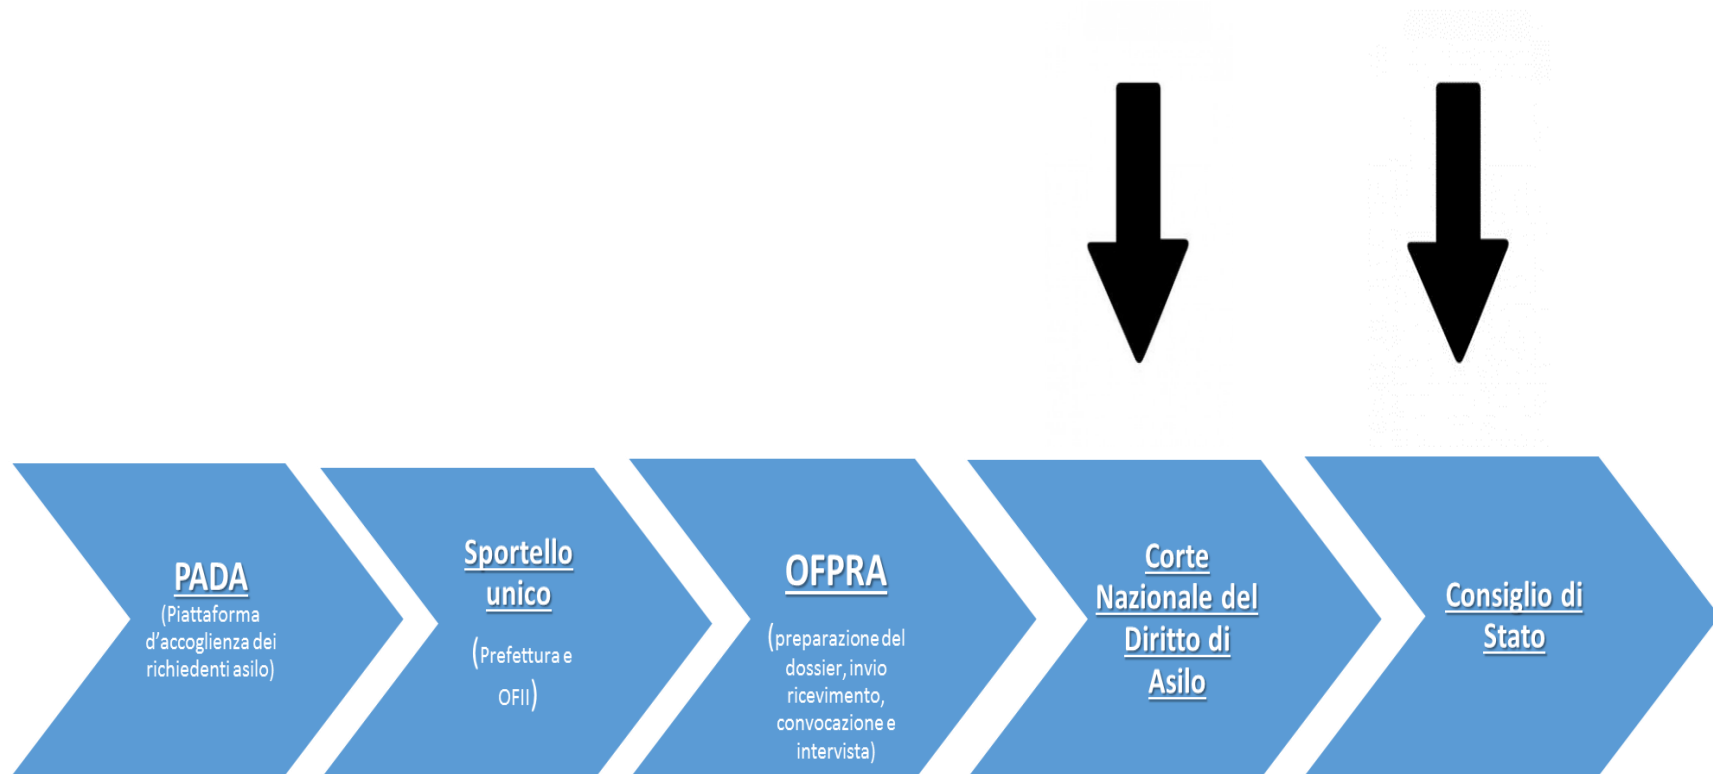 PADA
(Piattaforma
d'accoglienza dei
richiedenti asilo)
Sportello
unico
(Prefettura e
OFII)
OFPRA
(preparazione del
dossier, invio
ricevimento,
convocazione e
intervista)
Corte
Nazionale del
Diritto di
Asilo
Consiglio di
Stato